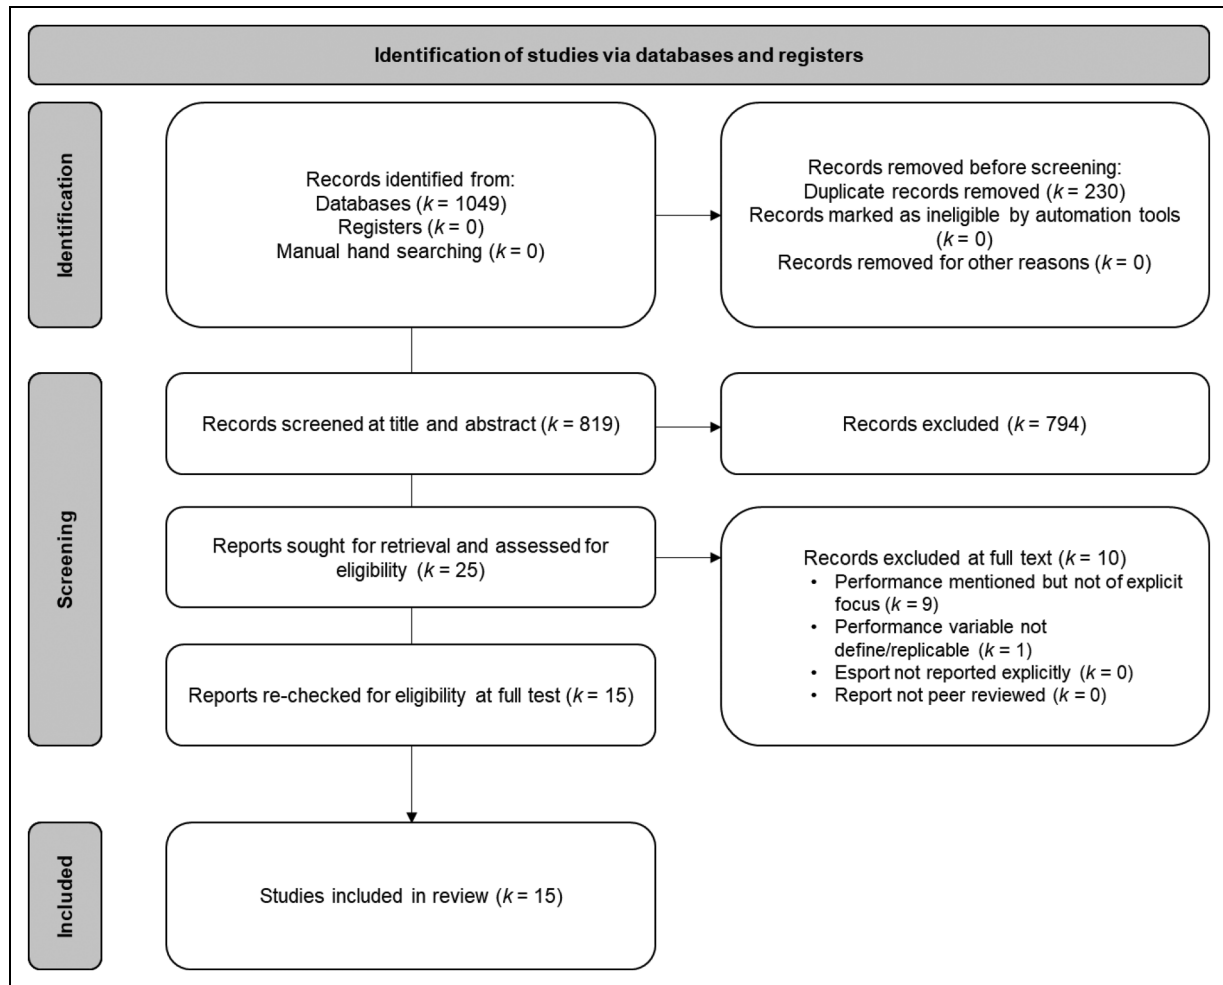 Identification of studies via databases and registers
Identification
Records identified from:
Databases (k = 1049)
Registers (k = 0)
Manual hand searching (k = 0)
Records removed before screening:
Duplicate records removed (k = 230)
Records marked as ineligible by automation tools
(k = 0)
Records removed for other reasons (k = 0)
Screening
Records screened at title and abstract (k = 819)
Records excluded (k = 794)
Reports sought for retrieval and assessed for
eligibility (k = 25)
Records excluded at full text (k = 10)
• Performance mentioned but not of explicit
focus (k = 9)
• Performance variable not
define/replicable (k = 1)
• Esport not reported explicitly (k = 0)
• Report not peer reviewed (k = 0)
Reports re-checked for eligibility at full test (k = 15)
Included
Studies included in review (k = 15)